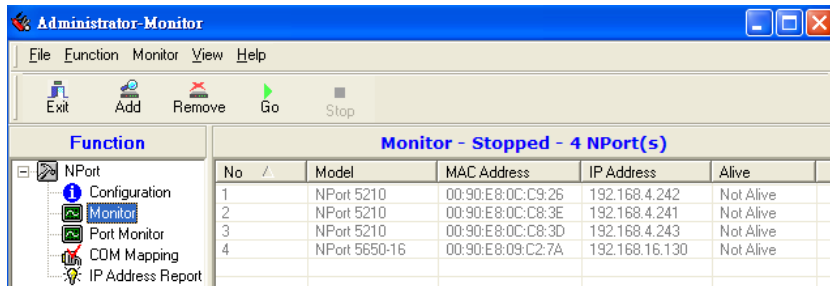 Administrator-Monitor
File Function Monitor View Help
Exit Add Remove Go Stop
Function
Monitor - Stopped - 4 NPort(s)
NPort
Configuration
Monitor
Port Monitor
COM Mapping
IP Address Report
No Model MAC Address IP Address Alive
1 NPort 5210 00:90:E8:0C:C9:26 192.168.4.242 Not Alive
2 NPort 5210 00:90:E8:0C:C8:3E 192.168.4.241 Not Alive
3 NPort 5210 00:90:E8:0C:C8:3D 192.168.4.243 Not Alive
4 NPort 5650-16 00:90:E8:09:C2:7A 192.168.16.130 Not Alive